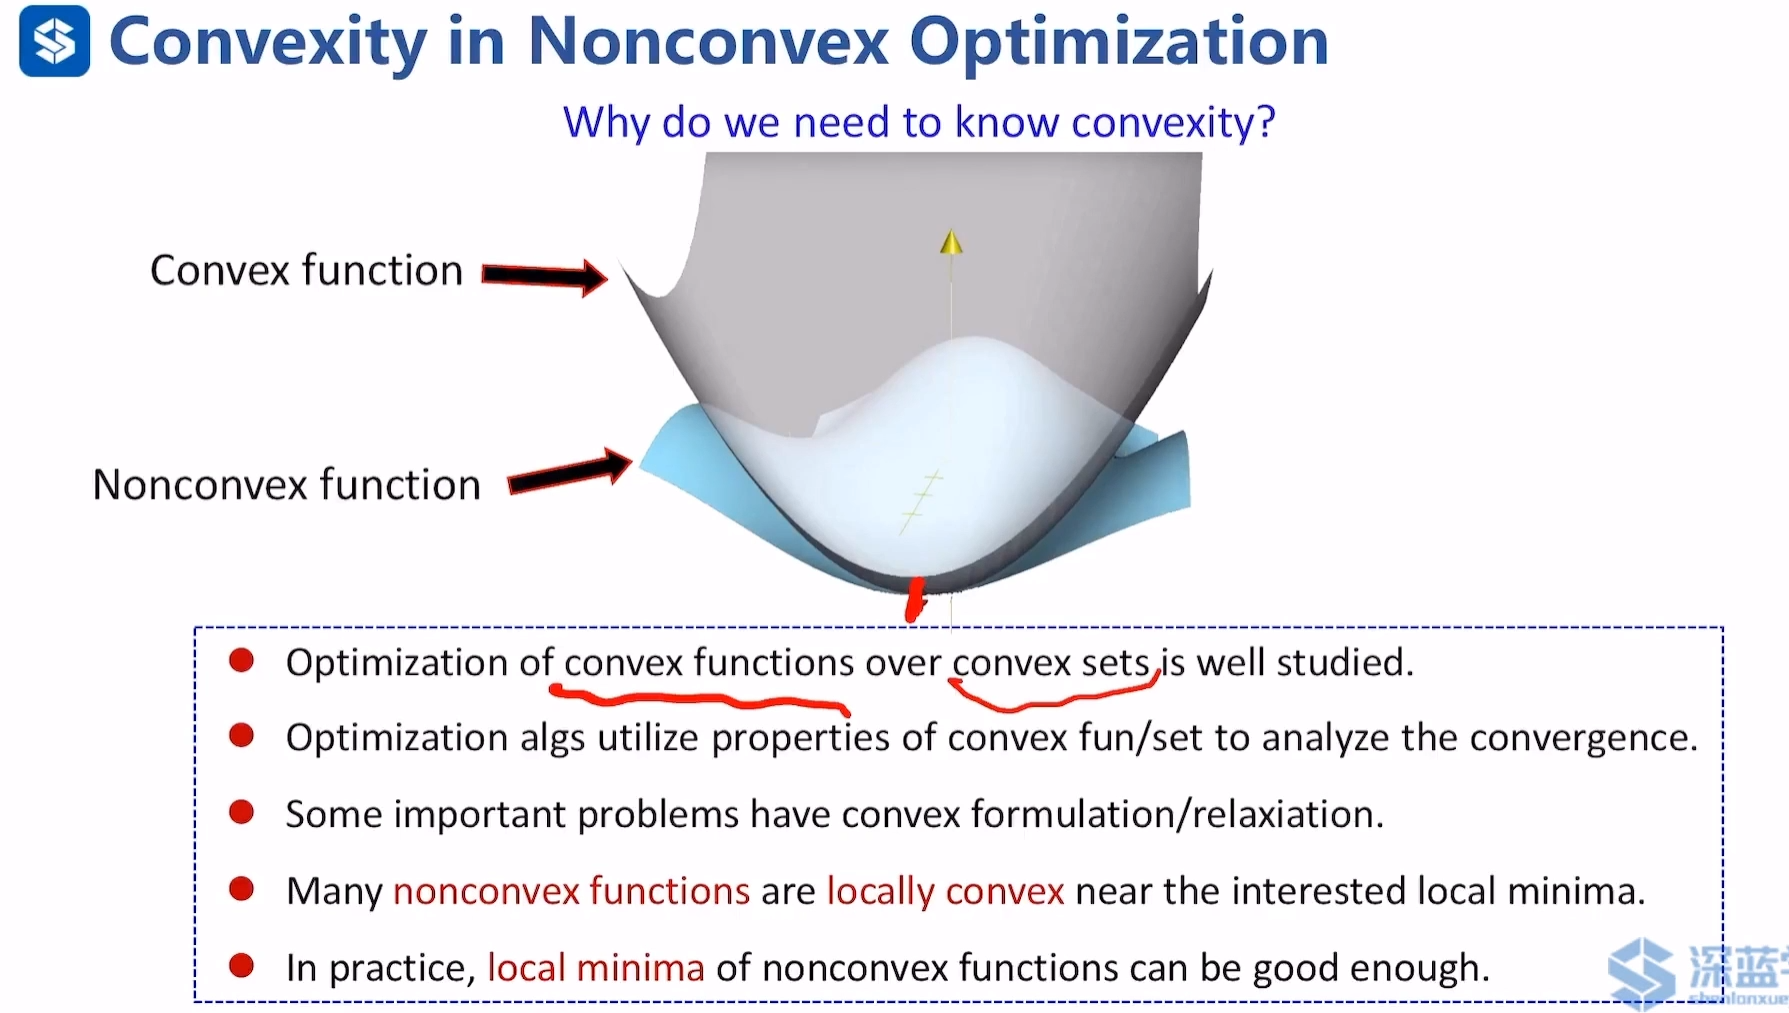 Convexity in Nonconvex Optimization
Why do we need to know convexity?
Convex function
Nonconvex function
Optimization of convex functions over convex sets is well studied.
Optimization algs utilize properties of convex fun/set to analyze the convergence.
Some important problems have convex formulation/relaxiation.
Many nonconvex functions are locally convex near the interested local minima.
In practice, local minima of nonconvex functions can be good enough.
深蓝学
shenlanxue